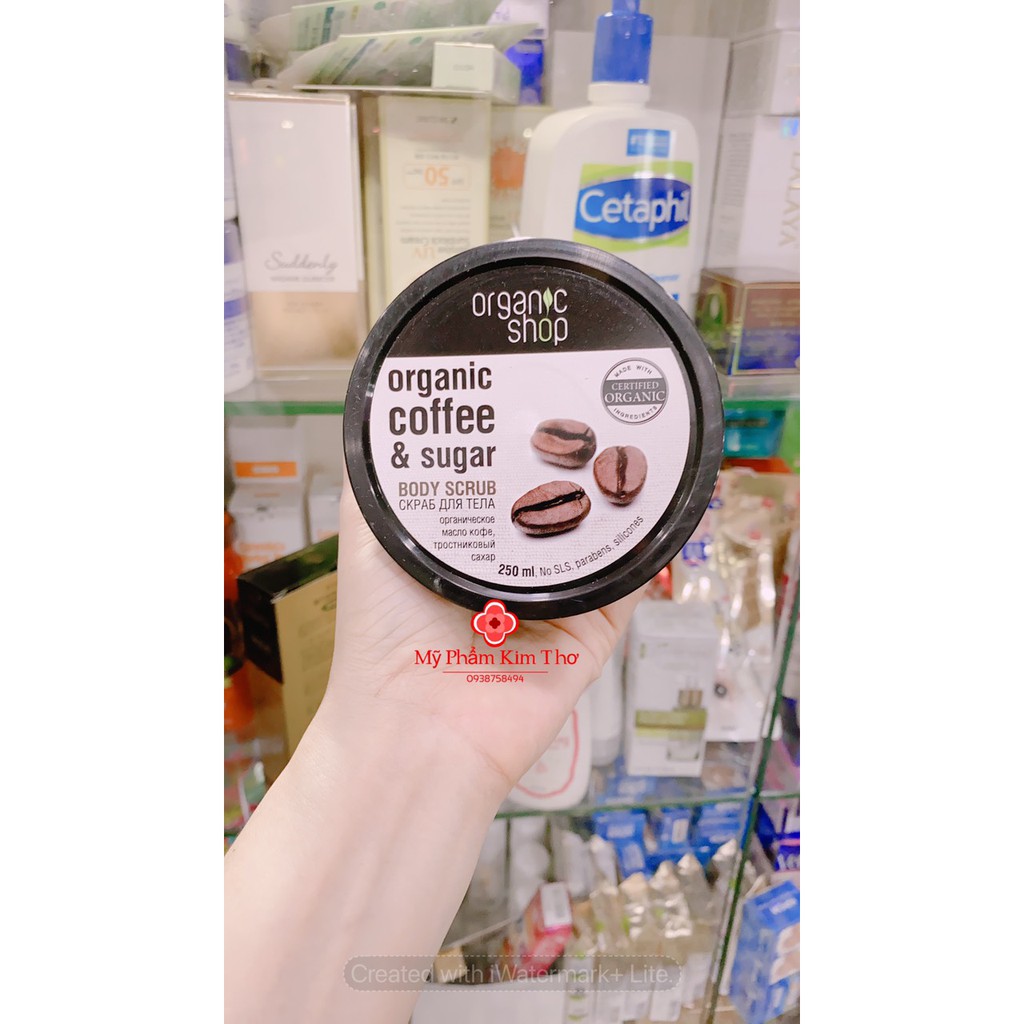 Cetaphil
Suddenly
50
organic
shop
organic
coffee
& sugar
MADE WITH
CERTIFIED
ORGANIC
INGREDIENTS
BODY SCRUB
СКРАБ ДЛЯ ТЕЛА
органическое
масло кофе,
тростниковый
сахар
250 ml, No SLS, parabens, silicones
Mỹ Phẩm Kim Thơ
0938758494
Created with iWatermark+ Lite.